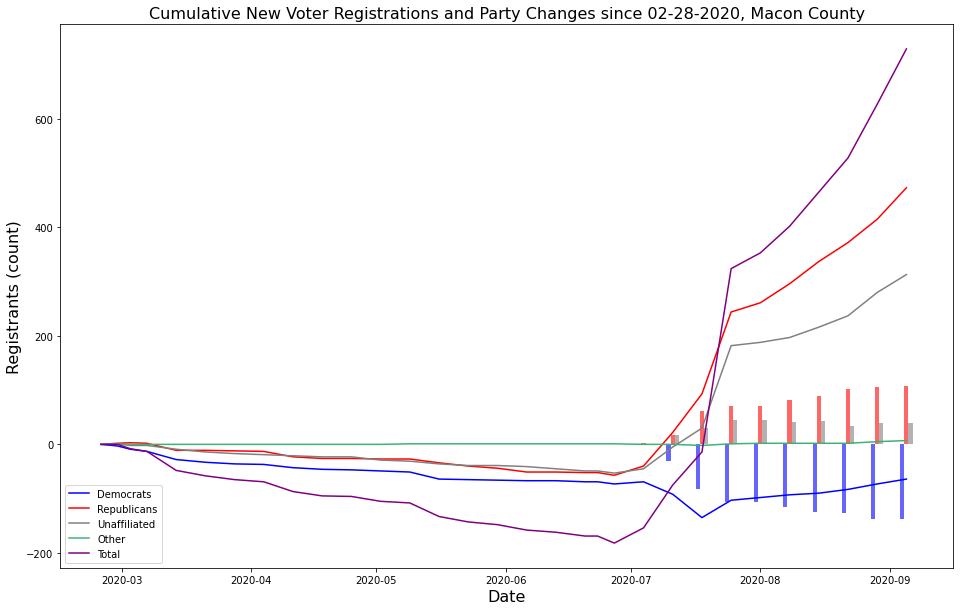 Cumulative New Voter Registrations and Party Changes since 02-28-2020, Macon County
Registrants (count)
600
400
200
0
−200
Democrats
Republicans
Unaffiliated
Other
Total
2020-03
2020-04
2020-05
2020-06
2020-07
2020-08
2020-09
Date